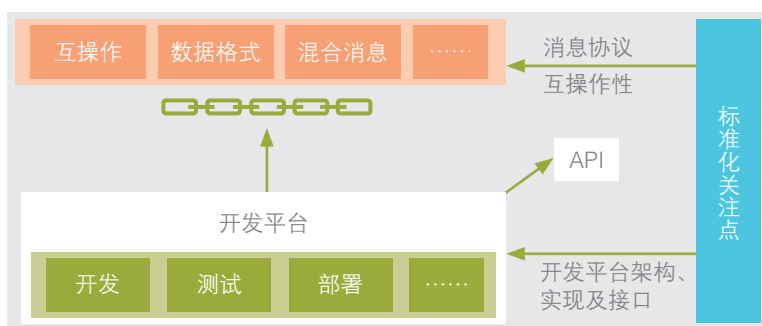 互操作
数据格式
混合消息
……
消息协议
互操作性
标准化关注点
API
开发平台
开发
测试
部署
……
开发平台架构、
实现及接口